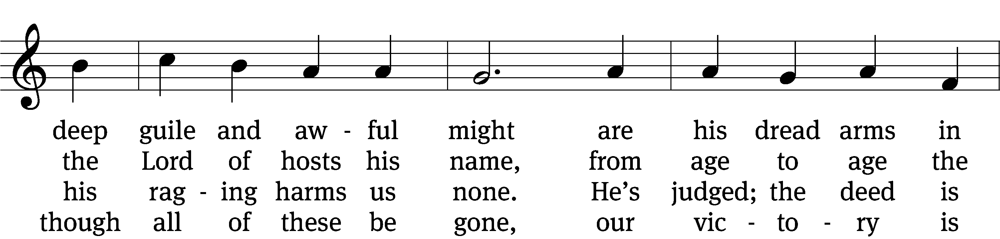 deep guile and aw - ful might are his dread arms in
the Lord of hosts his name, from age to age the
his rag - ing harms us none. He’s judged; the deed is
though all of these be gone, our vic - to - ry is